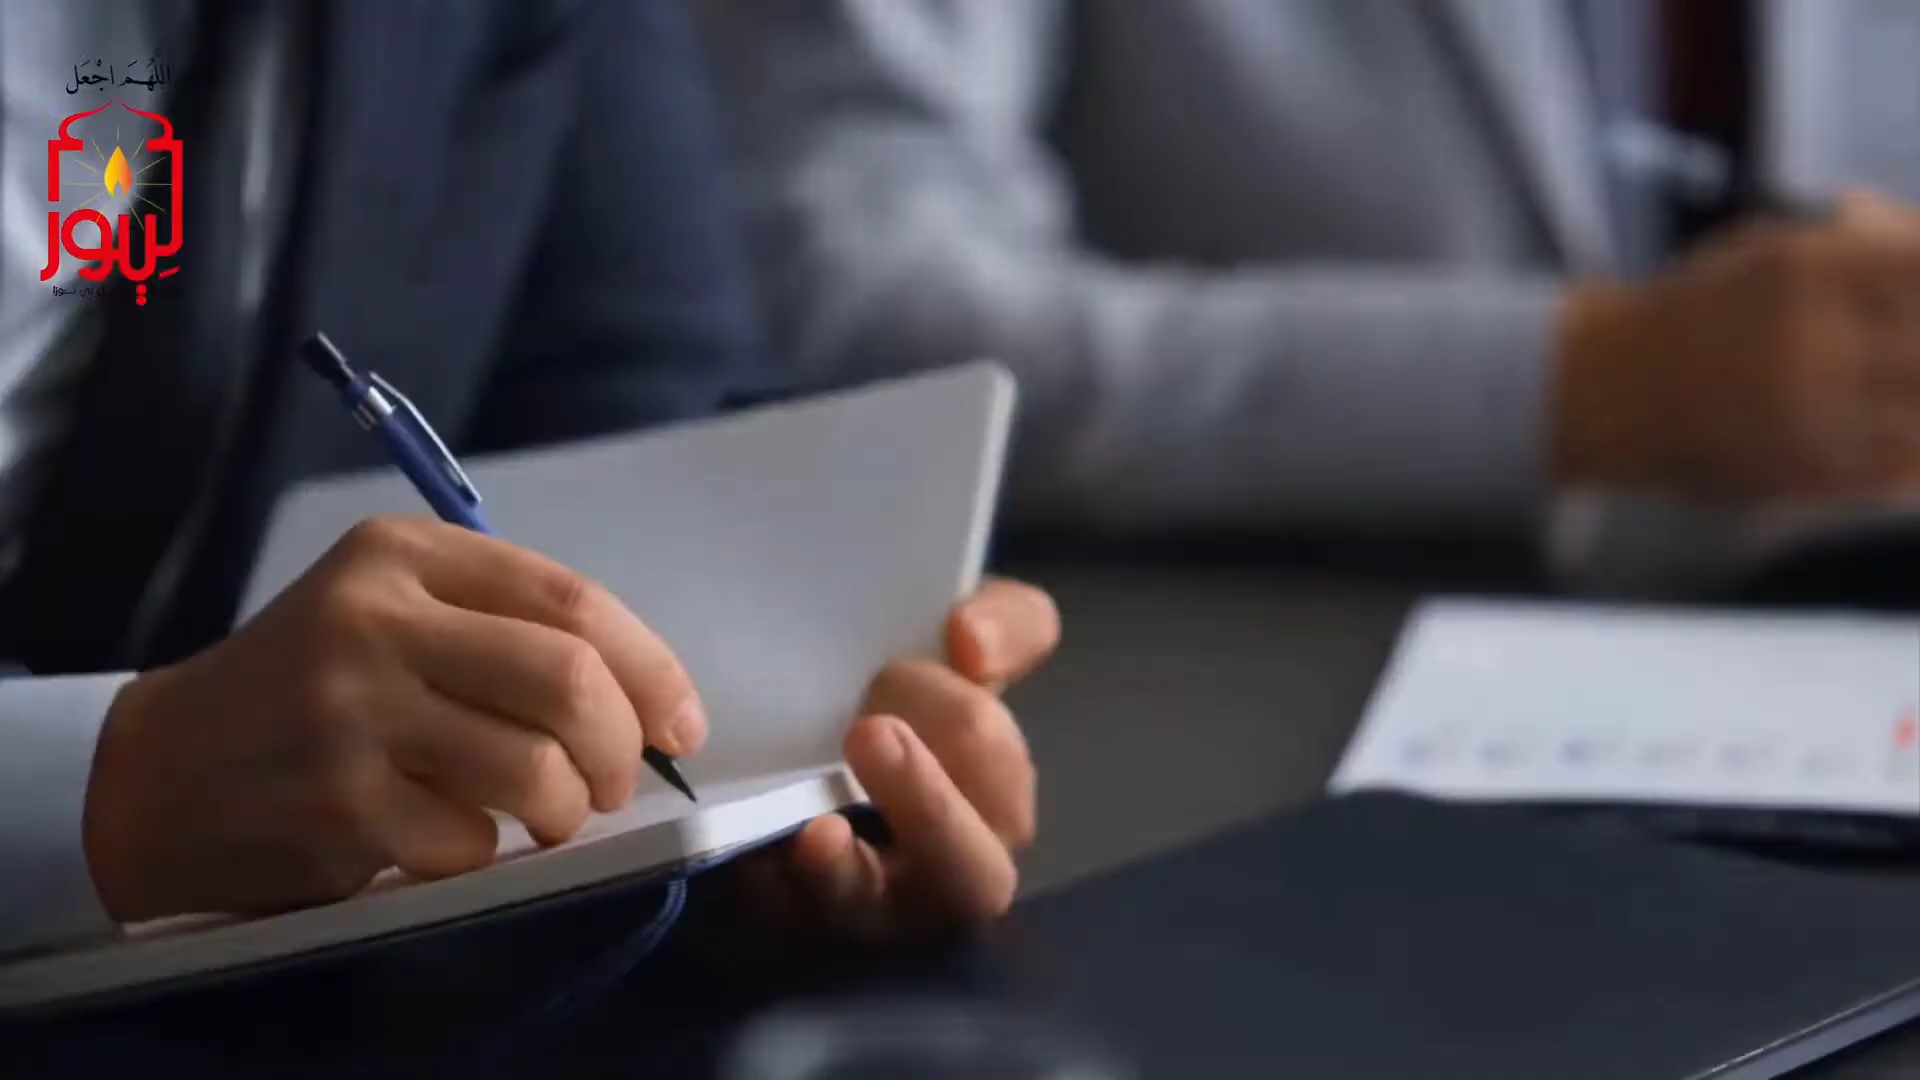 اللَّهُمَّ اجْعَل
لِي نُور